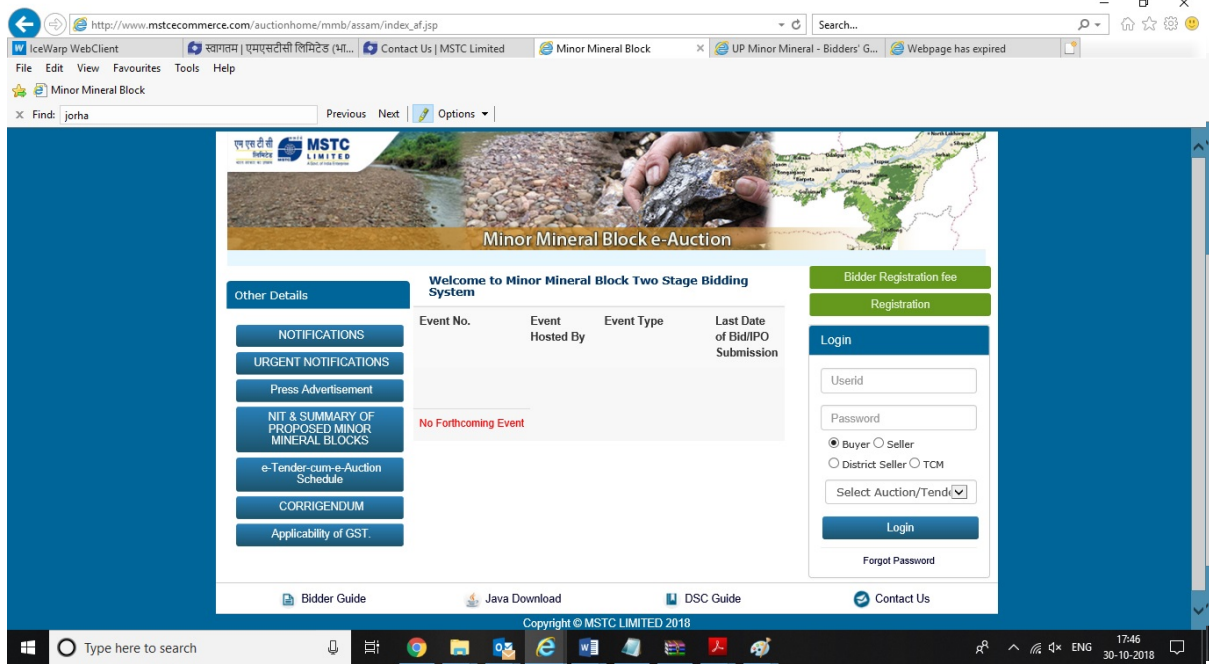 http://www.mstcecommerce.com/auctionhome/mmb/assam/index_af.jsp
Search...
IceWarp WebClient
स्वागतम | एमएसटीसी लिमिटेड (भा...
Contact Us | MSTC Limited
Minor Mineral Block
UP Minor Mineral - Bidders' G...
Webpage has expired
File Edit View Favourites Tools Help
Minor Mineral Block
Find: jorha
Previous Next
Options
एम एस टी सी
लिमिटेड
MSTC
LIMITED
Minor Mineral Block e-Auction
Welcome to Minor Mineral Block Two Stage Bidding
System
Bidder Registration fee
Registration
Other Details
NOTIFICATIONS
URGENT NOTIFICATIONS
Press Advertisement
NIT & SUMMARY OF
PROPOSED MINOR
MINERAL BLOCKS
e-Tender-cum-e-Auction
Schedule
CORRIGENDUM
Applicability of GST.
Event No.
Event
Hosted By
Event Type
Last Date
of Bid/IPO
Submission
No Forthcoming Event
Login
Userid
Password
Buyer Seller
District Seller TCM
Select Auction/Tende
Login
Forgot Password
Bidder Guide
Java Download
DSC Guide
Contact Us
Copyright © MSTC LIMITED 2018
Type here to search
ENG
17:46
30-10-2018